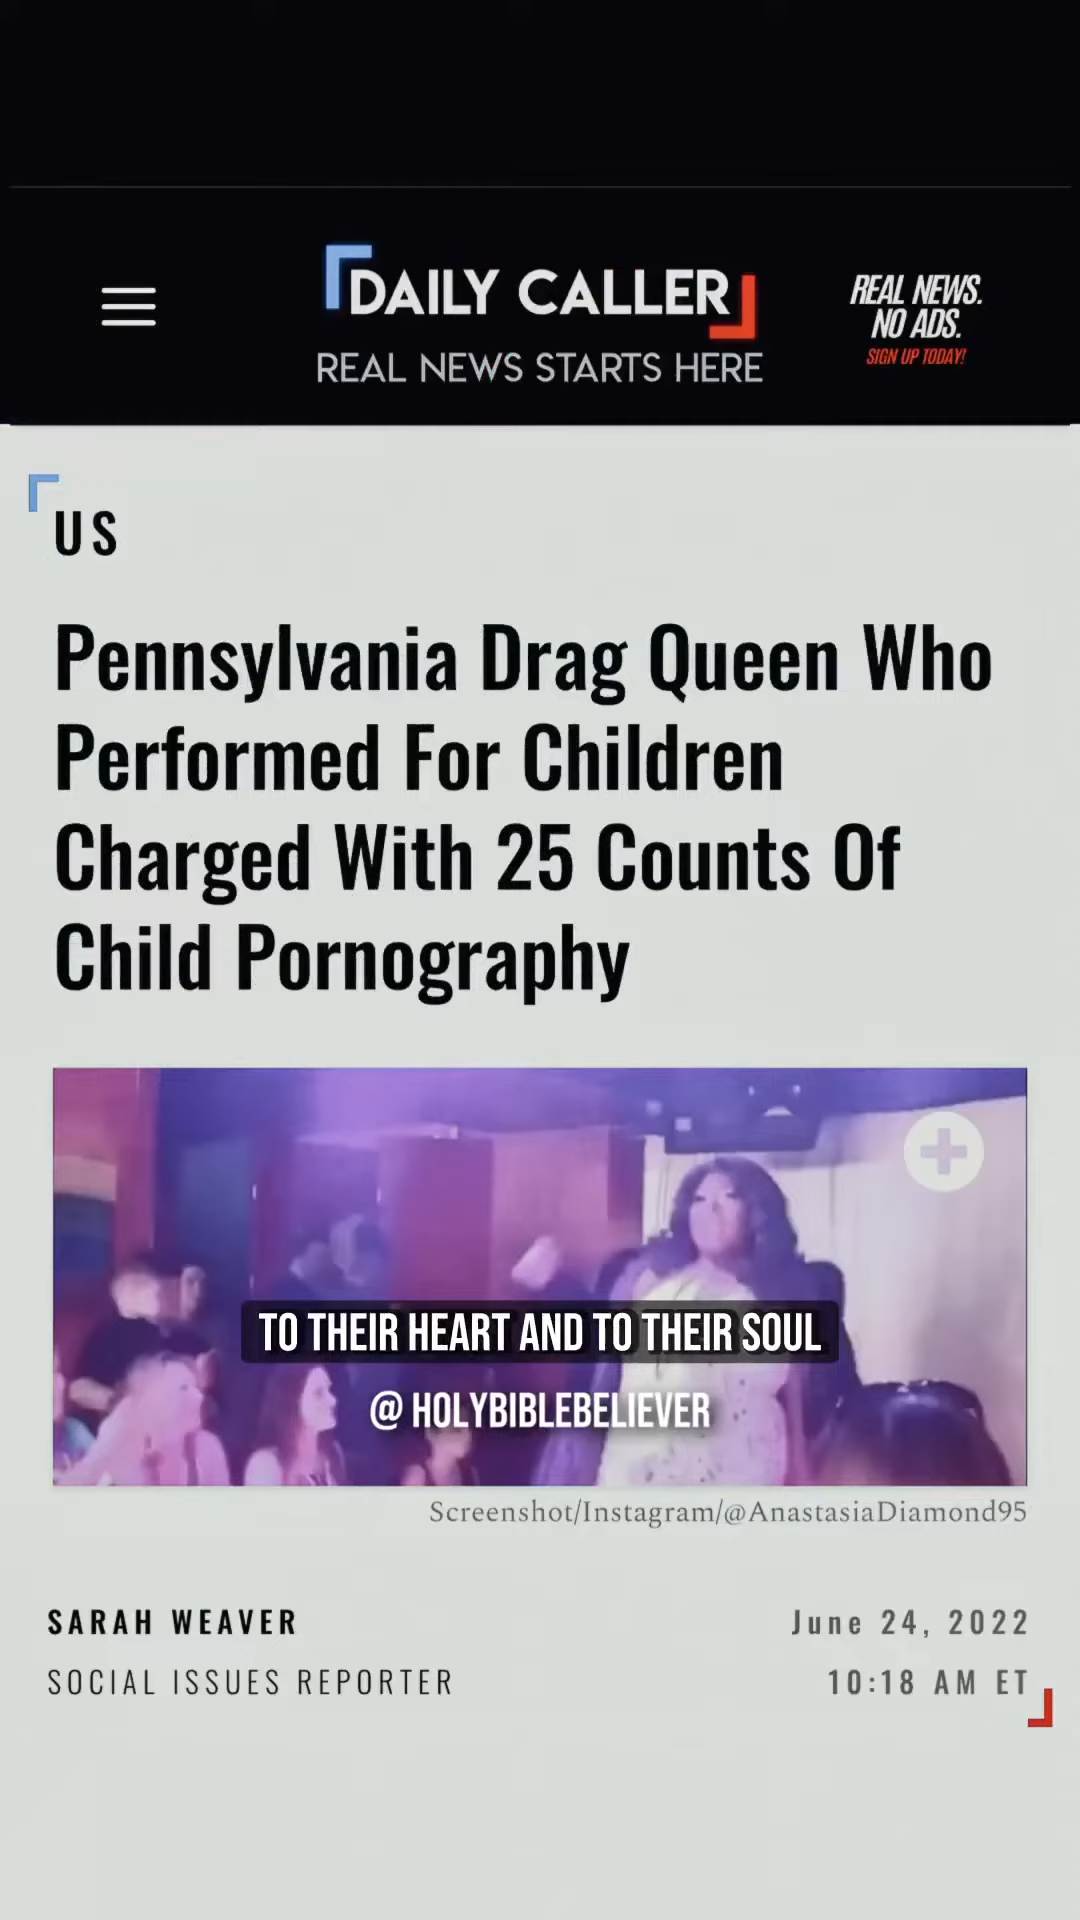 DAILY CALLER
REAL NEWS STARTS HERE
REAL NEWS.
NO ADS.
SIGN UP TODAY!
US
Pennsylvania Drag Queen Who
Performed For Children
Charged With 25 Counts Of
Child Pornography
TO THEIR HEART AND TO THEIR SOUL
@ HOLYBIBLEBELIEVER
Screenshot/Instagram/@AnastasiaDiamond95
SARAH WEAVER
SOCIAL ISSUES REPORTER
June 24, 2022
10:18 AM ET